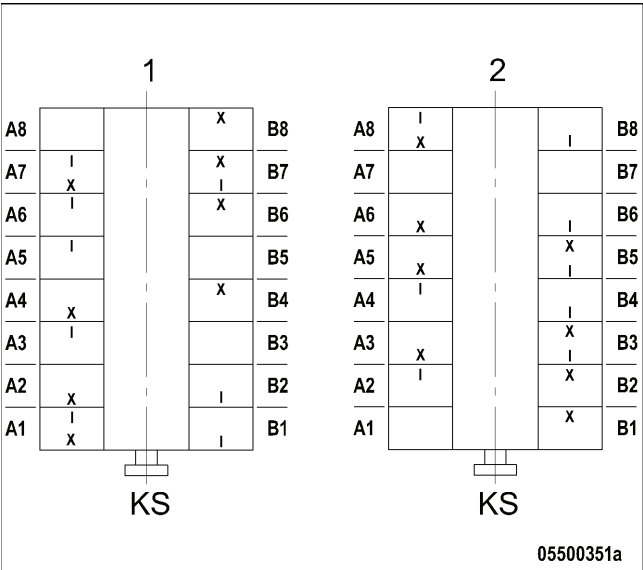 1
A8 X B8
A7 I X X I B7
A6 I X B6
A5 I B5
A4 X X B4
A3 I B3
A2 X I B2
A1 I X I B1
KS
2
A8 I X I B8
A7 B7
A6 X I B6
A5 X X I B5
A4 I I B4
A3 X X I B3
A2 I X B2
A1 X B1
KS
05500351a